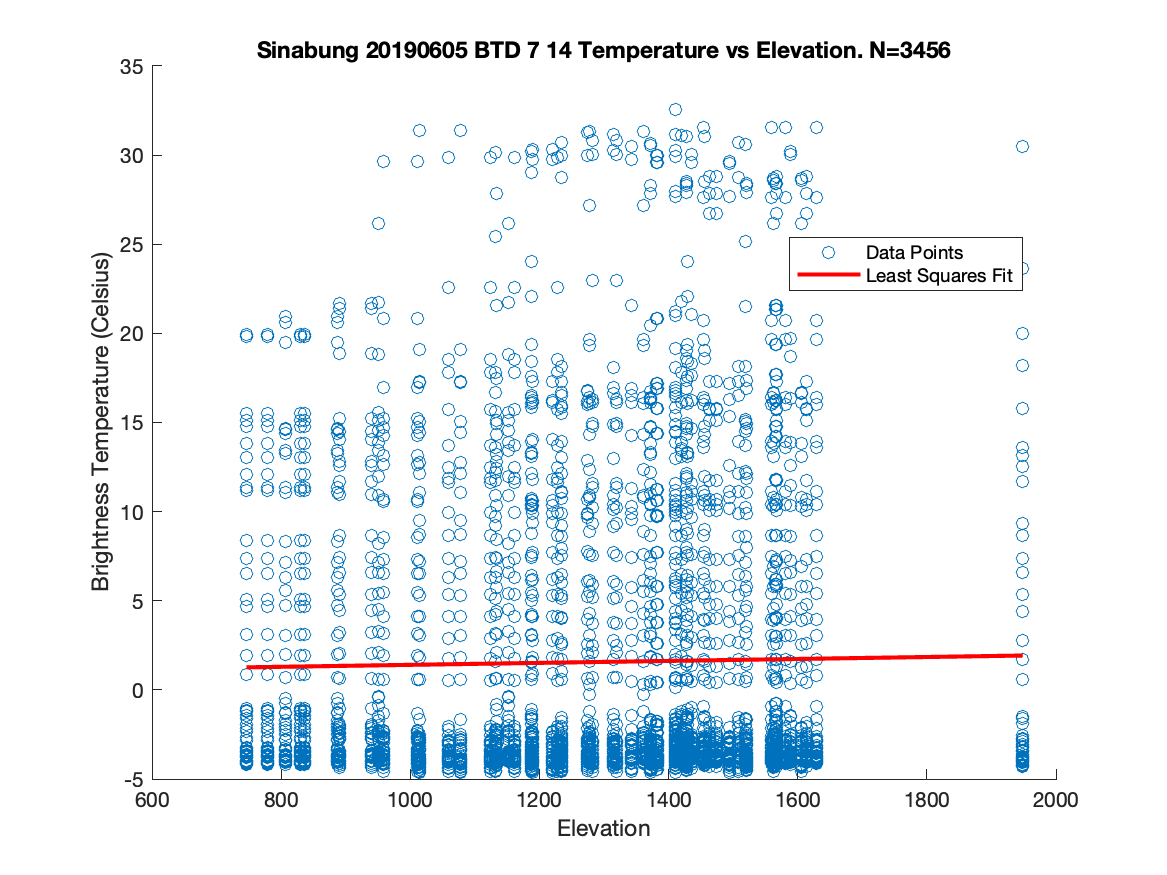 Sinabung 20190605 BTD 7 14 Temperature vs Elevation. N=3456
35
30
25
20
15
10
5
0
-5
Brightness Temperature (Celsius)
Data Points
Least Squares Fit
600 800 1000 1200 1400 1600 1800 2000
Elevation